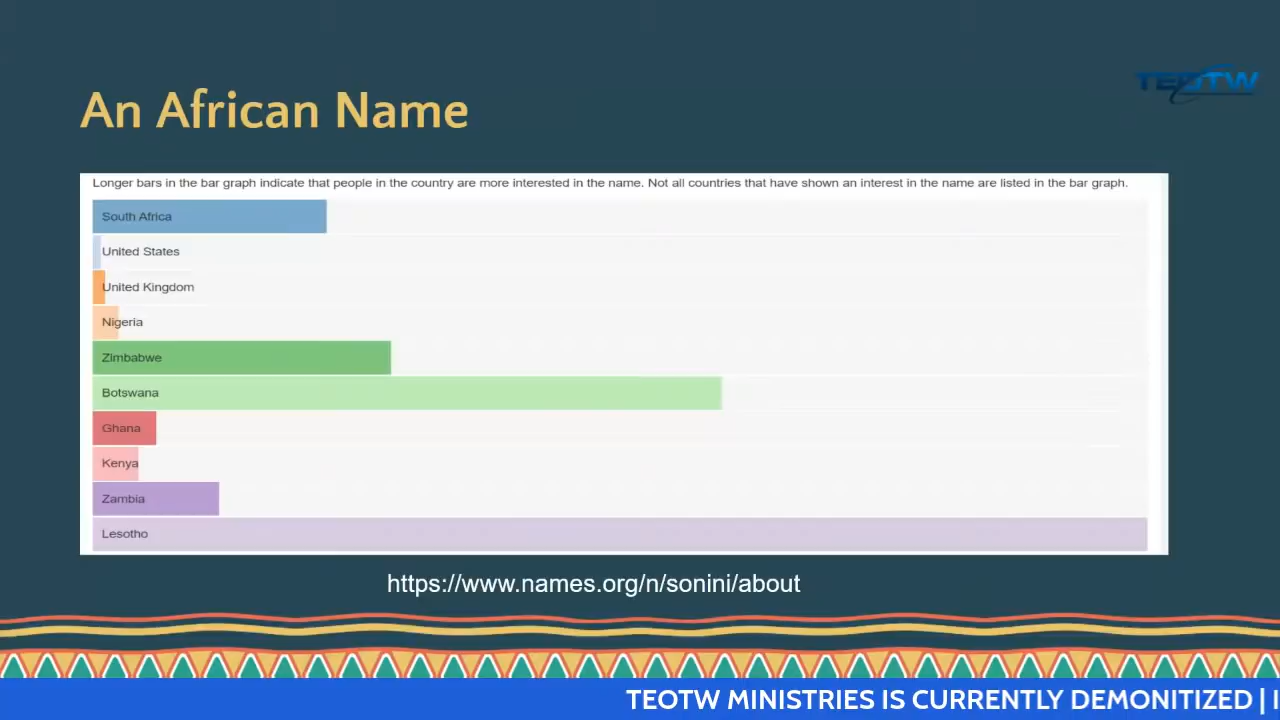 TEOTW
An African Name
Longer bars in the bar graph indicate that people in the country are more interested in the name. Not all countries that have shown an interest in the name are listed in the bar graph.
South Africa
United States
United Kingdom
Nigeria
Zimbabwe
Botswana
Ghana
Kenya
Zambia
Lesotho
https://www.names.org/n/sonini/about
TEOTW MINISTRIES IS CURRENTLY DEMONITIZED |